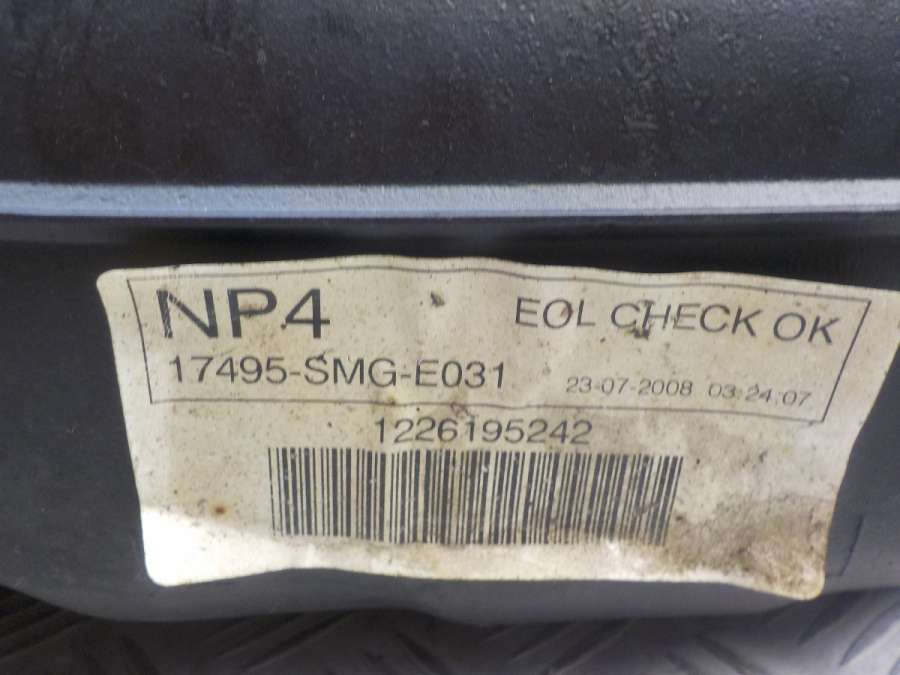 NP4 EOL CHECK OK
17495-SMG-E031 23-07-2008 03:24:07
1226195242